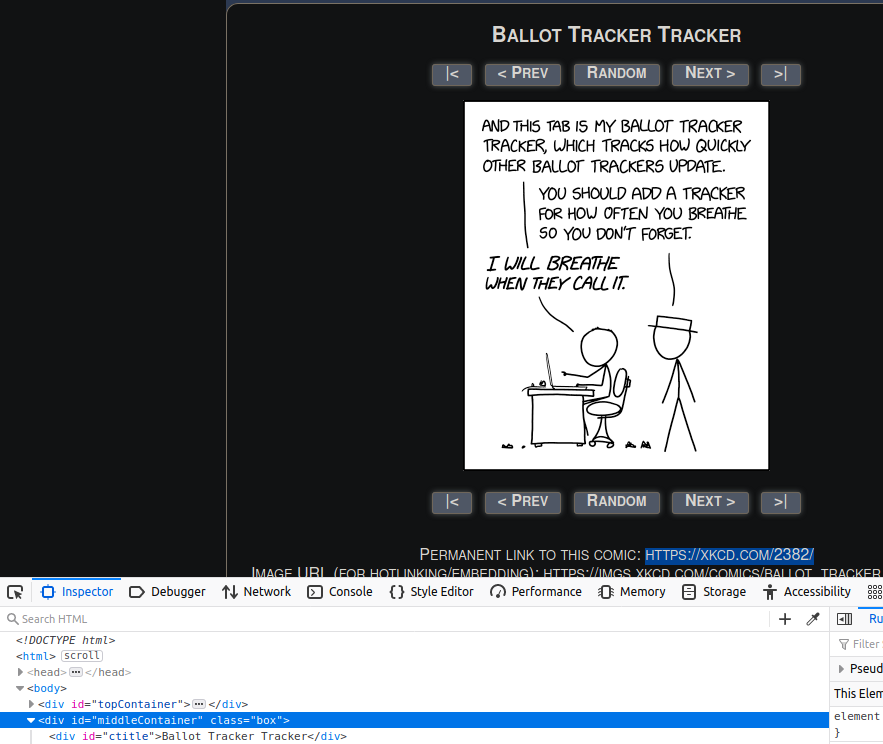 Ballot Tracker Tracker
|< < Prev Random Next > >|
AND THIS TAB IS MY BALLOT TRACKER
TRACKER, WHICH TRACKS HOW QUICKLY
OTHER BALLOT TRACKERS UPDATE.
YOU SHOULD ADD A TRACKER
FOR HOW OFTEN YOU BREATHE
SO YOU DON'T FORGET.
I WILL BREATHE
WHEN THEY CALL IT.
|< < Prev Random Next > >|
Permanent link to this comic: https://xkcd.com/2382/
Image URL (for hotlinking/embedding): https://imgs.xkcd.com/comics/ballot_tracker
Inspector Debugger Network Console Style Editor Performance Memory Storage Accessibility
Search HTML Ru
<!DOCTYPE html> Filter
<html> scroll
<head> ••• </head> Pseud
<body>
<div id="topContainer"> ••• </div> This Elem
<div id="middleContainer" class="box"> element
<div id="ctitle">Ballot Tracker Tracker</div> }